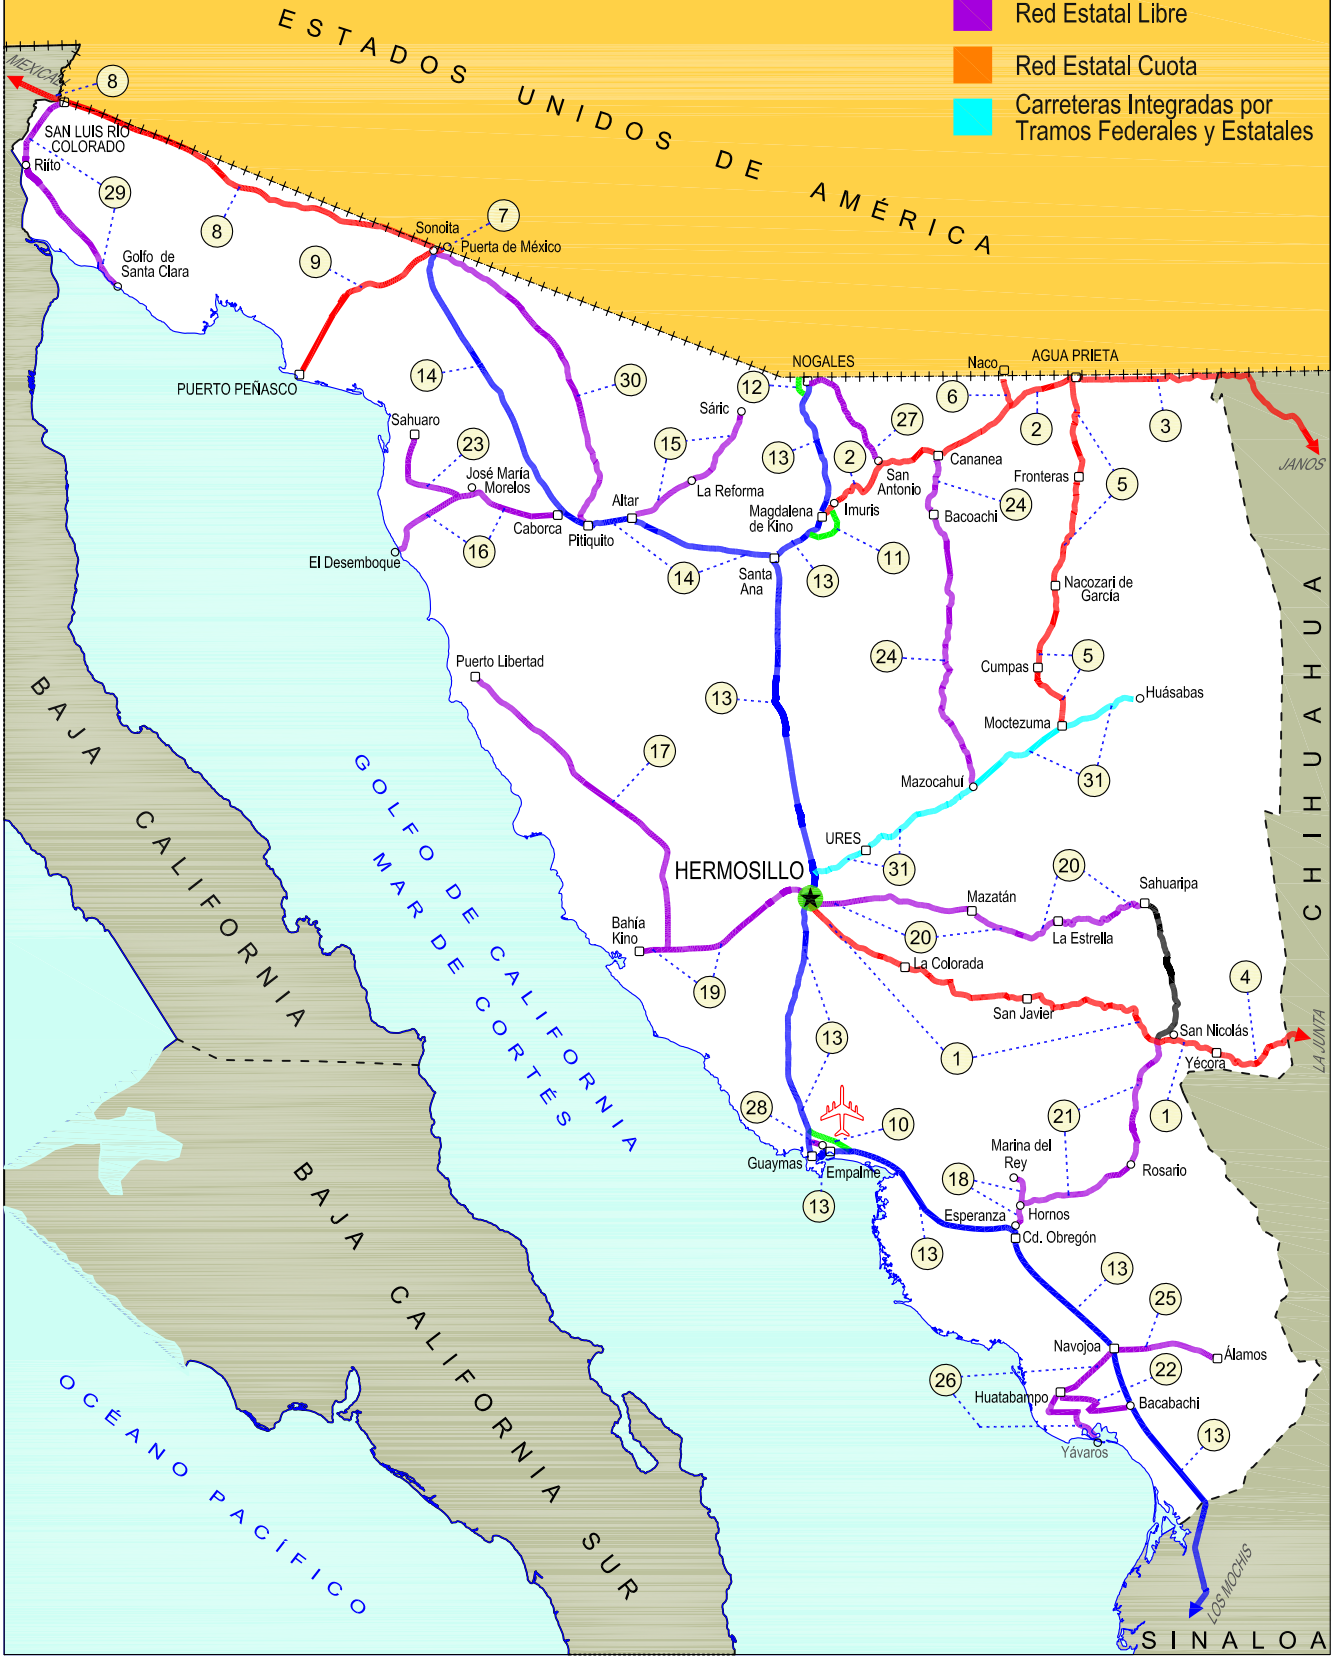 Red Estatal Libre
Red Estatal Cuota
Carreteras Integradas por
Tramos Federales y Estatales
ESTADOS UNIDOS DE AMÉRICA
MEXICALI
8
SAN LUIS RÍO
COLORADO
Riíto
29
8
Golfo de
Santa Clara
9
Sonoita
7
Puerta de México
PUERTO PEÑASCO
14
30
12
NOGALES
Naco
AGUA PRIETA
6
2
3
JANOS
Sahuaro
23
José María
Morelos
Sáric
15
La Reforma
13
2
27
San
Antonio
Cananea
Fronteras
5
24
Bacoachi
Altar
Caborca
Pitiquito
Magdalena
de Kino
Imuris
16
El Desemboque
14
Santa
Ana
13
11
Nacozari de
García
CHIHUAHUA
24
Cumpas
5
Puerto Libertad
13
Huásabas
Moctezuma
17
31
Mazocahuí
BAJA CALIFORNIA
GOLFO DE CALIFORNIA
MAR DE CORTÉS
URES
31
HERMOSILLO
20
Sahuaripa
Mazatán
Bahía
Kino
20
La Estrella
19
La Colorada
4
San Javier
13
1
San Nicolás
Yécora
LA JUNTA
28
10
21
1
Marina del
Rey
Guaymas
Empalme
Rosario
18
13
Esperanza
Hornos
Cd. Obregón
13
13
25
Navojoa
Álamos
22
26
Huatabampo
Bacabachi
13
Yávaros
BAJA CALIFORNIA SUR
OCÉANO PACÍFICO
LOS MOCHIS
SINALOA